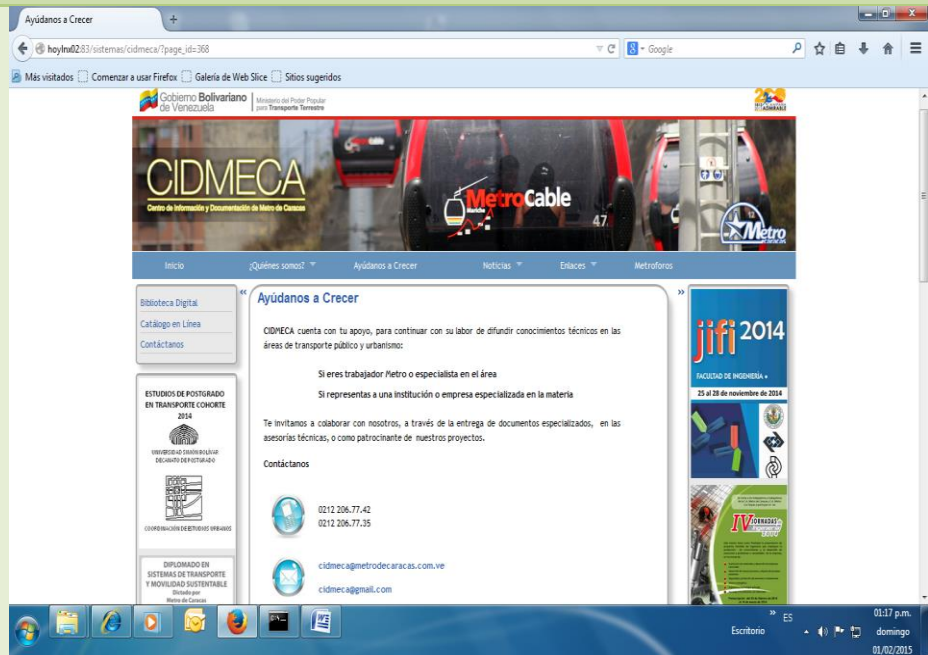 Ayúdanos a Crecer
hoylnx02:83/sistemas/cidmeca/?page_id=368
Google
Más visitados Comenzar a usar Firefox Galería de Web Slice Sitios sugeridos
Gobierno Bolivariano
de Venezuela
Ministerio del Poder Popular
para Transporte Terrestre
CIDMECA
Centro de Información y Documentación de Metro de Caracas
MetroCable
Mariche
47
12
Metro
Inicio ¿Quiénes somos? Ayúdanos a Crecer Noticias Enlaces Metroforos
Biblioteca Digital
Catálogo en Línea
Contáctanos
ESTUDIOS DE POSTGRADO
EN TRANSPORTE COHORTE
2014
UNIVERSIDAD SIMÓN BOLÍVAR
DECANATO DE POSTGRADO
COORDINACIÓN DE ESTUDIOS URBANOS
DIPLOMADO EN
SISTEMAS DE TRANSPORTE
Y MOVILIDAD SUSTENTABLE
Dictado por
Metro de Caracas
«
Ayúdanos a Crecer
CIDMECA cuenta con tu apoyo, para continuar con su labor de difundir conocimientos técnicos en las
áreas de transporte público y urbanismo:
Si eres trabajador Metro o especialista en el área
Si representas a una institución o empresa especializada en la materia
Te invitamos a colaborar con nosotros, a través de la entrega de documentos especializados, en las
asesorías técnicas, o como patrocinante de nuestros proyectos.
Contáctanos
0212 206.77.42
0212 206.77.35
cidmeca@metrodecaracas.com.ve
cidmeca@gmail.com
»
jifi 2014
FACULTAD DE INGENIERÍA
25 al 28 de noviembre de 2014
IV JORNADAS
Escritorio
»
ES
01:17 p.m.
domingo
01/02/2015